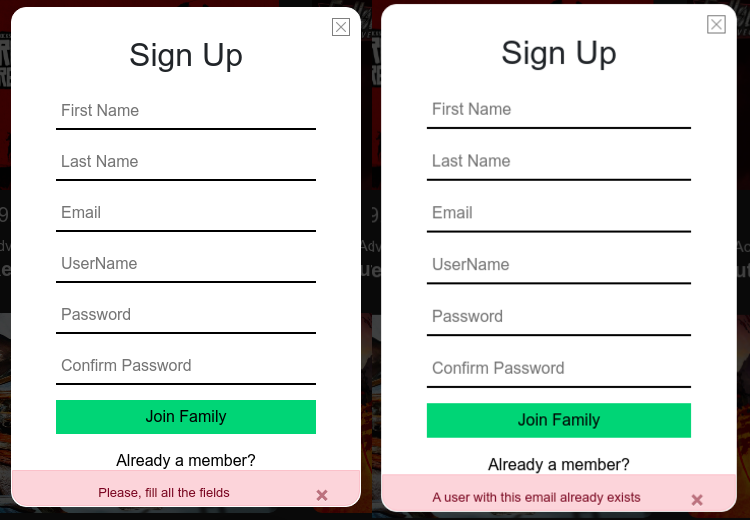 Sign Up
First Name
Last Name
Email
UserName
Password
Confirm Password
Join Family
Already a member?
Please, fill all the fields
Sign Up
First Name
Last Name
Email
UserName
Password
Confirm Password
Join Family
Already a member?
A user with this email already exists